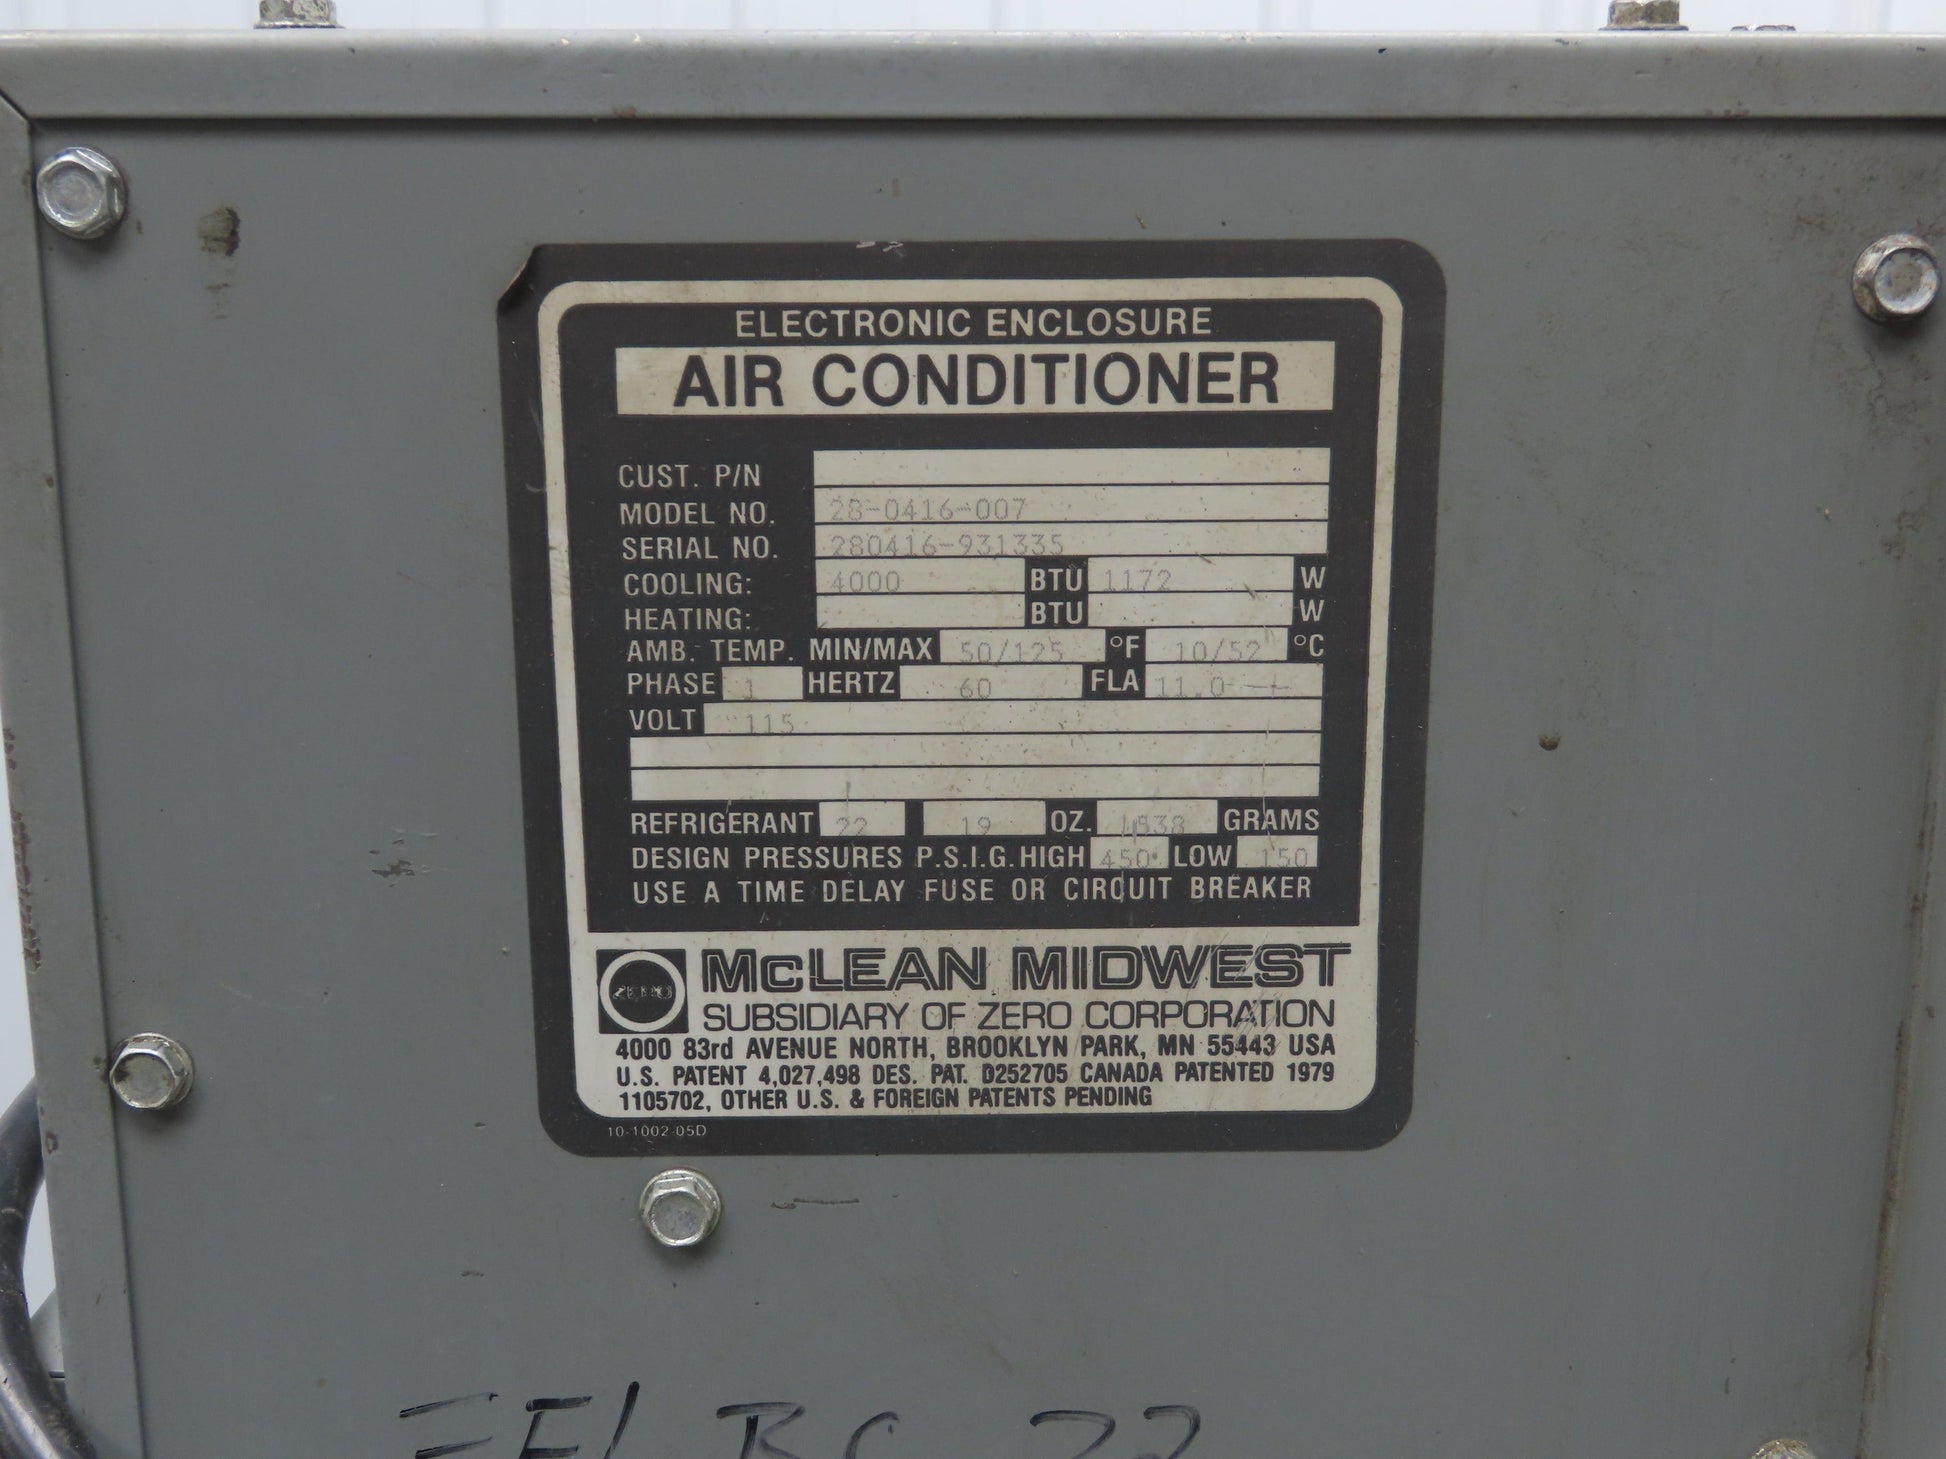 ELECTRONIC ENCLOSURE
AIR CONDITIONER
CUST. P/N
MODEL NO. 28-0416-007
SERIAL NO. 280416-931335
COOLING: 4000 BTU 1172 W
HEATING: BTU W
AMB. TEMP. MIN/MAX 50/125 °F 10/52 °C
PHASE 1 HERTZ 60 FLA 11.0
VOLT 115
REFRIGERANT 22 19 OZ. GRAMS
DESIGN PRESSURES P.S.I.G. HIGH 450 LOW 150
USE A TIME DELAY FUSE OR CIRCUIT BREAKER
ZERO
McLEAN MIDWEST
SUBSIDIARY OF ZERO CORPORATION
4000 83rd AVENUE NORTH, BROOKLYN PARK, MN 55443 USA
U.S. PATENT 4,027,498 DES. PAT. D252705 CANADA PATENTED 1979
1105702, OTHER U.S. & FOREIGN PATENTS PENDING
10-1002-05D